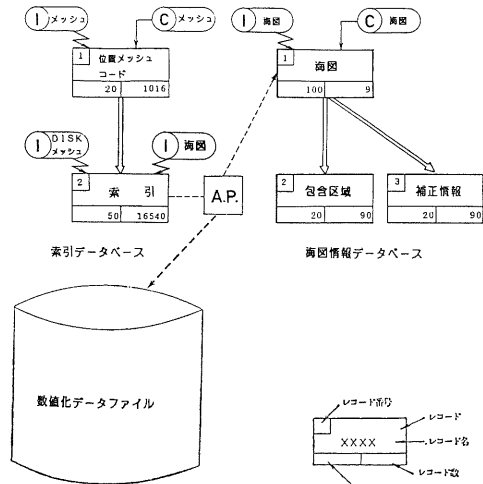 I メッシュ
C メッシュ
1 位置メッシュ
コード
20 1016
I DISK
メッシュ
I 海図
2 索引
50 16540
A.P.
索引データベース
I 海図
C 海図
1 海図
100 9
2 包含区域
20 90
3 補正情報
20 90
海図情報データベース
数値化データファイル
レコード番号
レコード
XXXX
レコード名
レコード数